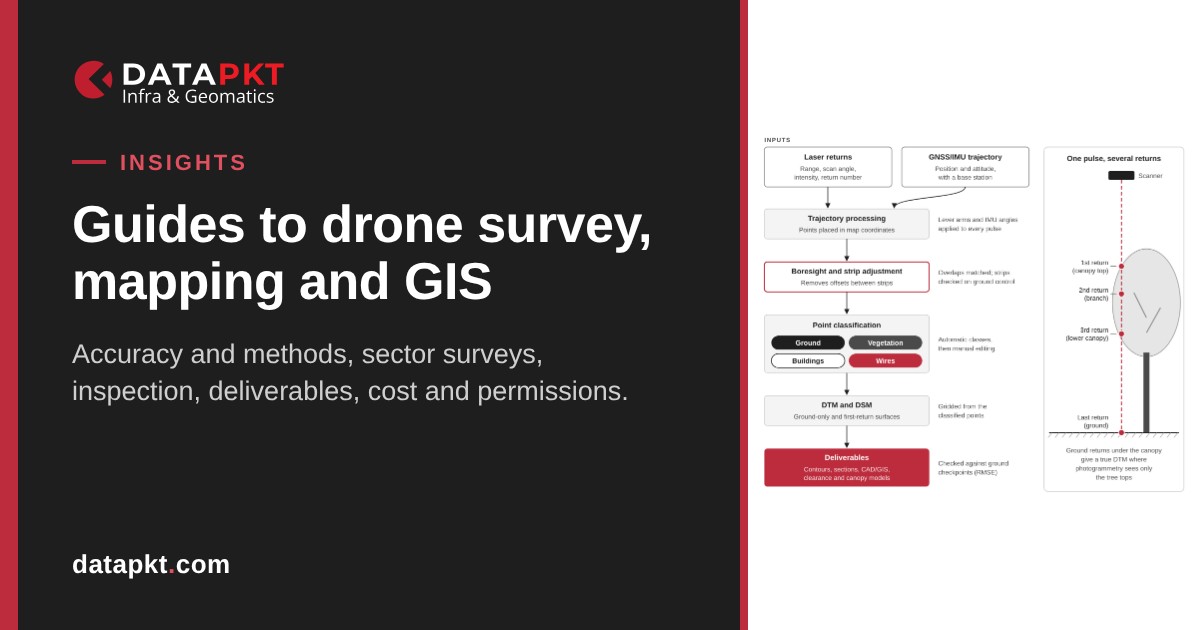 DATAPKT
Infra & Geomatics
INSIGHTS
Guides to drone survey,
mapping and GIS
Accuracy and methods, sector surveys,
inspection, deliverables, cost and permissions.
datapkt.com
INPUTS
Laser returns
Range, scan angle,
intensity, return number
GNSS/IMU trajectory
Position and attitude,
with a base station
Trajectory processing
Points placed in map coordinates
Lever arms and IMU angles
applied to every pulse
Boresight and strip adjustment
Removes offsets between strips
Overlaps matched; strips
checked on ground control
Point classification
Ground
Vegetation
Buildings
Wires
Automatic classes,
then manual editing
DTM and DSM
Ground-only and first-return surfaces
Gridded from the
classified points
Deliverables
Contours, sections, CAD/GIS,
clearance and canopy models
Checked against ground
checkpoints (RMSE)
One pulse, several returns
Scanner
1st return
(canopy top)
2nd return
(branch)
3rd return
(lower canopy)
Last return
(ground)
Ground returns under the canopy
give a true DTM where
photogrammetry sees only
the tree tops